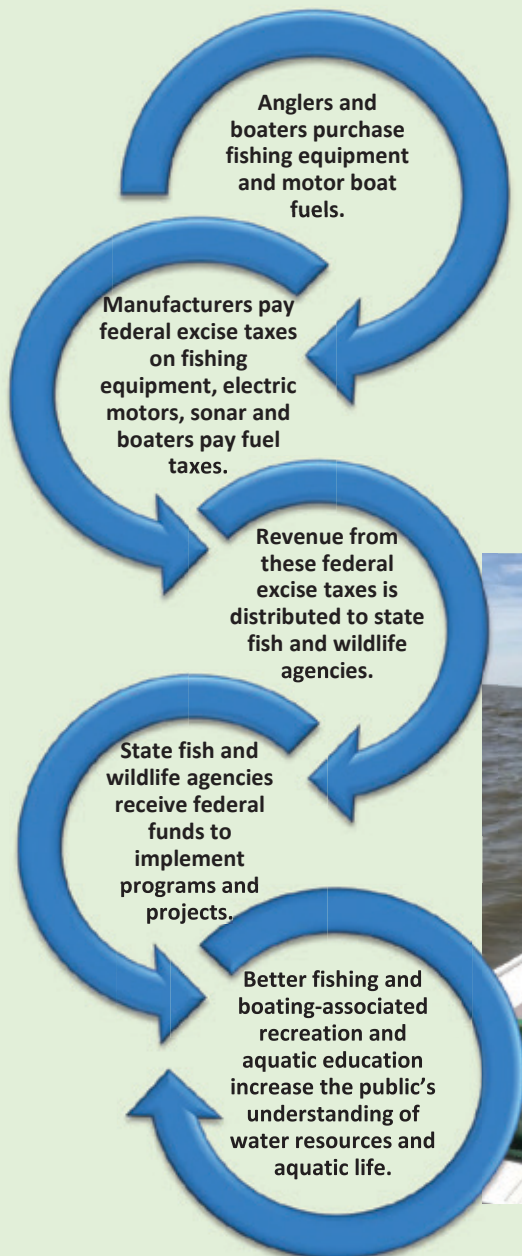 Anglers and
boaters purchase
fishing equipment
and motor boat
fuels.
Manufacturers pay
federal excise taxes
on fishing
equipment, electric
motors, sonar and
boaters pay fuel
taxes.
Revenue from
these federal
excise taxes is
distributed to state
fish and wildlife
agencies.
State fish and
wildlife agencies
receive federal
funds to
implement
programs and
projects.
Better fishing and
boating-associated
recreation and
aquatic education
increase the public's
understanding of
water resources and
aquatic life.